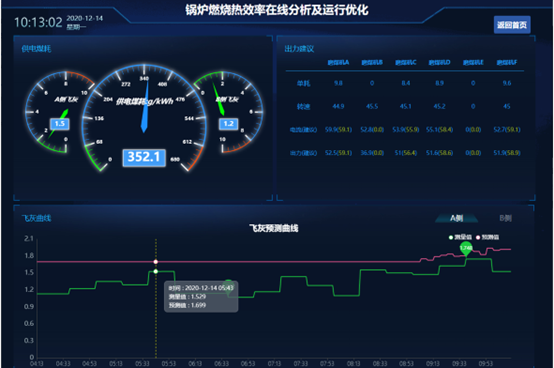 锅炉燃烧热效率在线分析及运行优化
10:13:02 2020-12-14 星期一
返回首页
供电煤耗
A侧飞灰
1.5
供电煤耗g/kWh
0 68 136 204 272 340 408 476 544 612 680
352.1
B侧飞灰
1.2
出力建议
磨煤机A 磨煤机B 磨煤机C 磨煤机D 磨煤机E 磨煤机F
单耗 9.8 0 8.4 8.9 0 9.6
转速 44.9 45.5 45.1 45.2 0 45
电流(建议) 59.9(59.1) 52.8(0.0) 53.9(55.9) 55.1(58.4) 0(0.0) 52.7(59.1)
出力(建议) 52.5(59.1) 36.9(0.0) 51(56.4) 51.6(58.6) 0(0.0) 51.9(58.9)
飞灰曲线
A侧 B侧
飞灰预测曲线
测量值 预测值
2.1
1.8
1.5
1.2
0.9
0.6
0.3
0
1.748
时间 : 2020-12-14 05:43
测量值 : 1.529
预测值 : 1.699
04:13 04:33 04:53 05:13 05:33 05:53 06:13 06:33 06:53 07:13 07:33 07:53 08:13 08:33 08:53 09:13 09:33 09:53